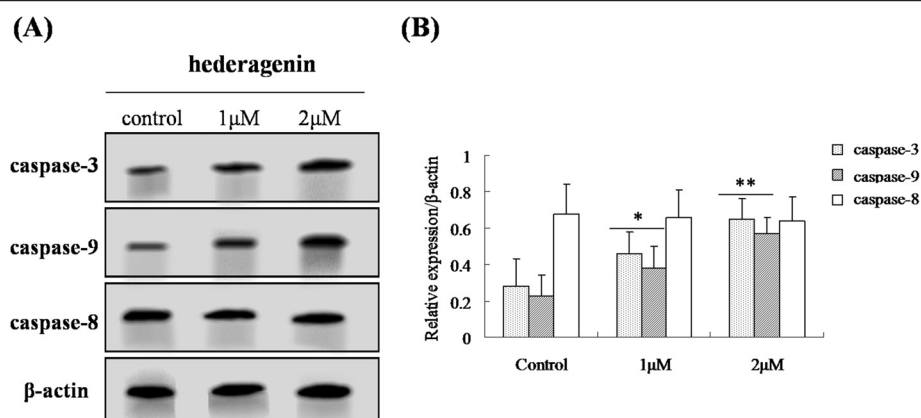 (A)
hederagenin
control 1μM 2μM
caspase-3
caspase-9
caspase-8
β-actin
(B)
Relative expression/β-actin
1
0.8
0.6
0.4
0.2
0
*
**
Control 1μM 2μM
caspase-3
caspase-9
caspase-8